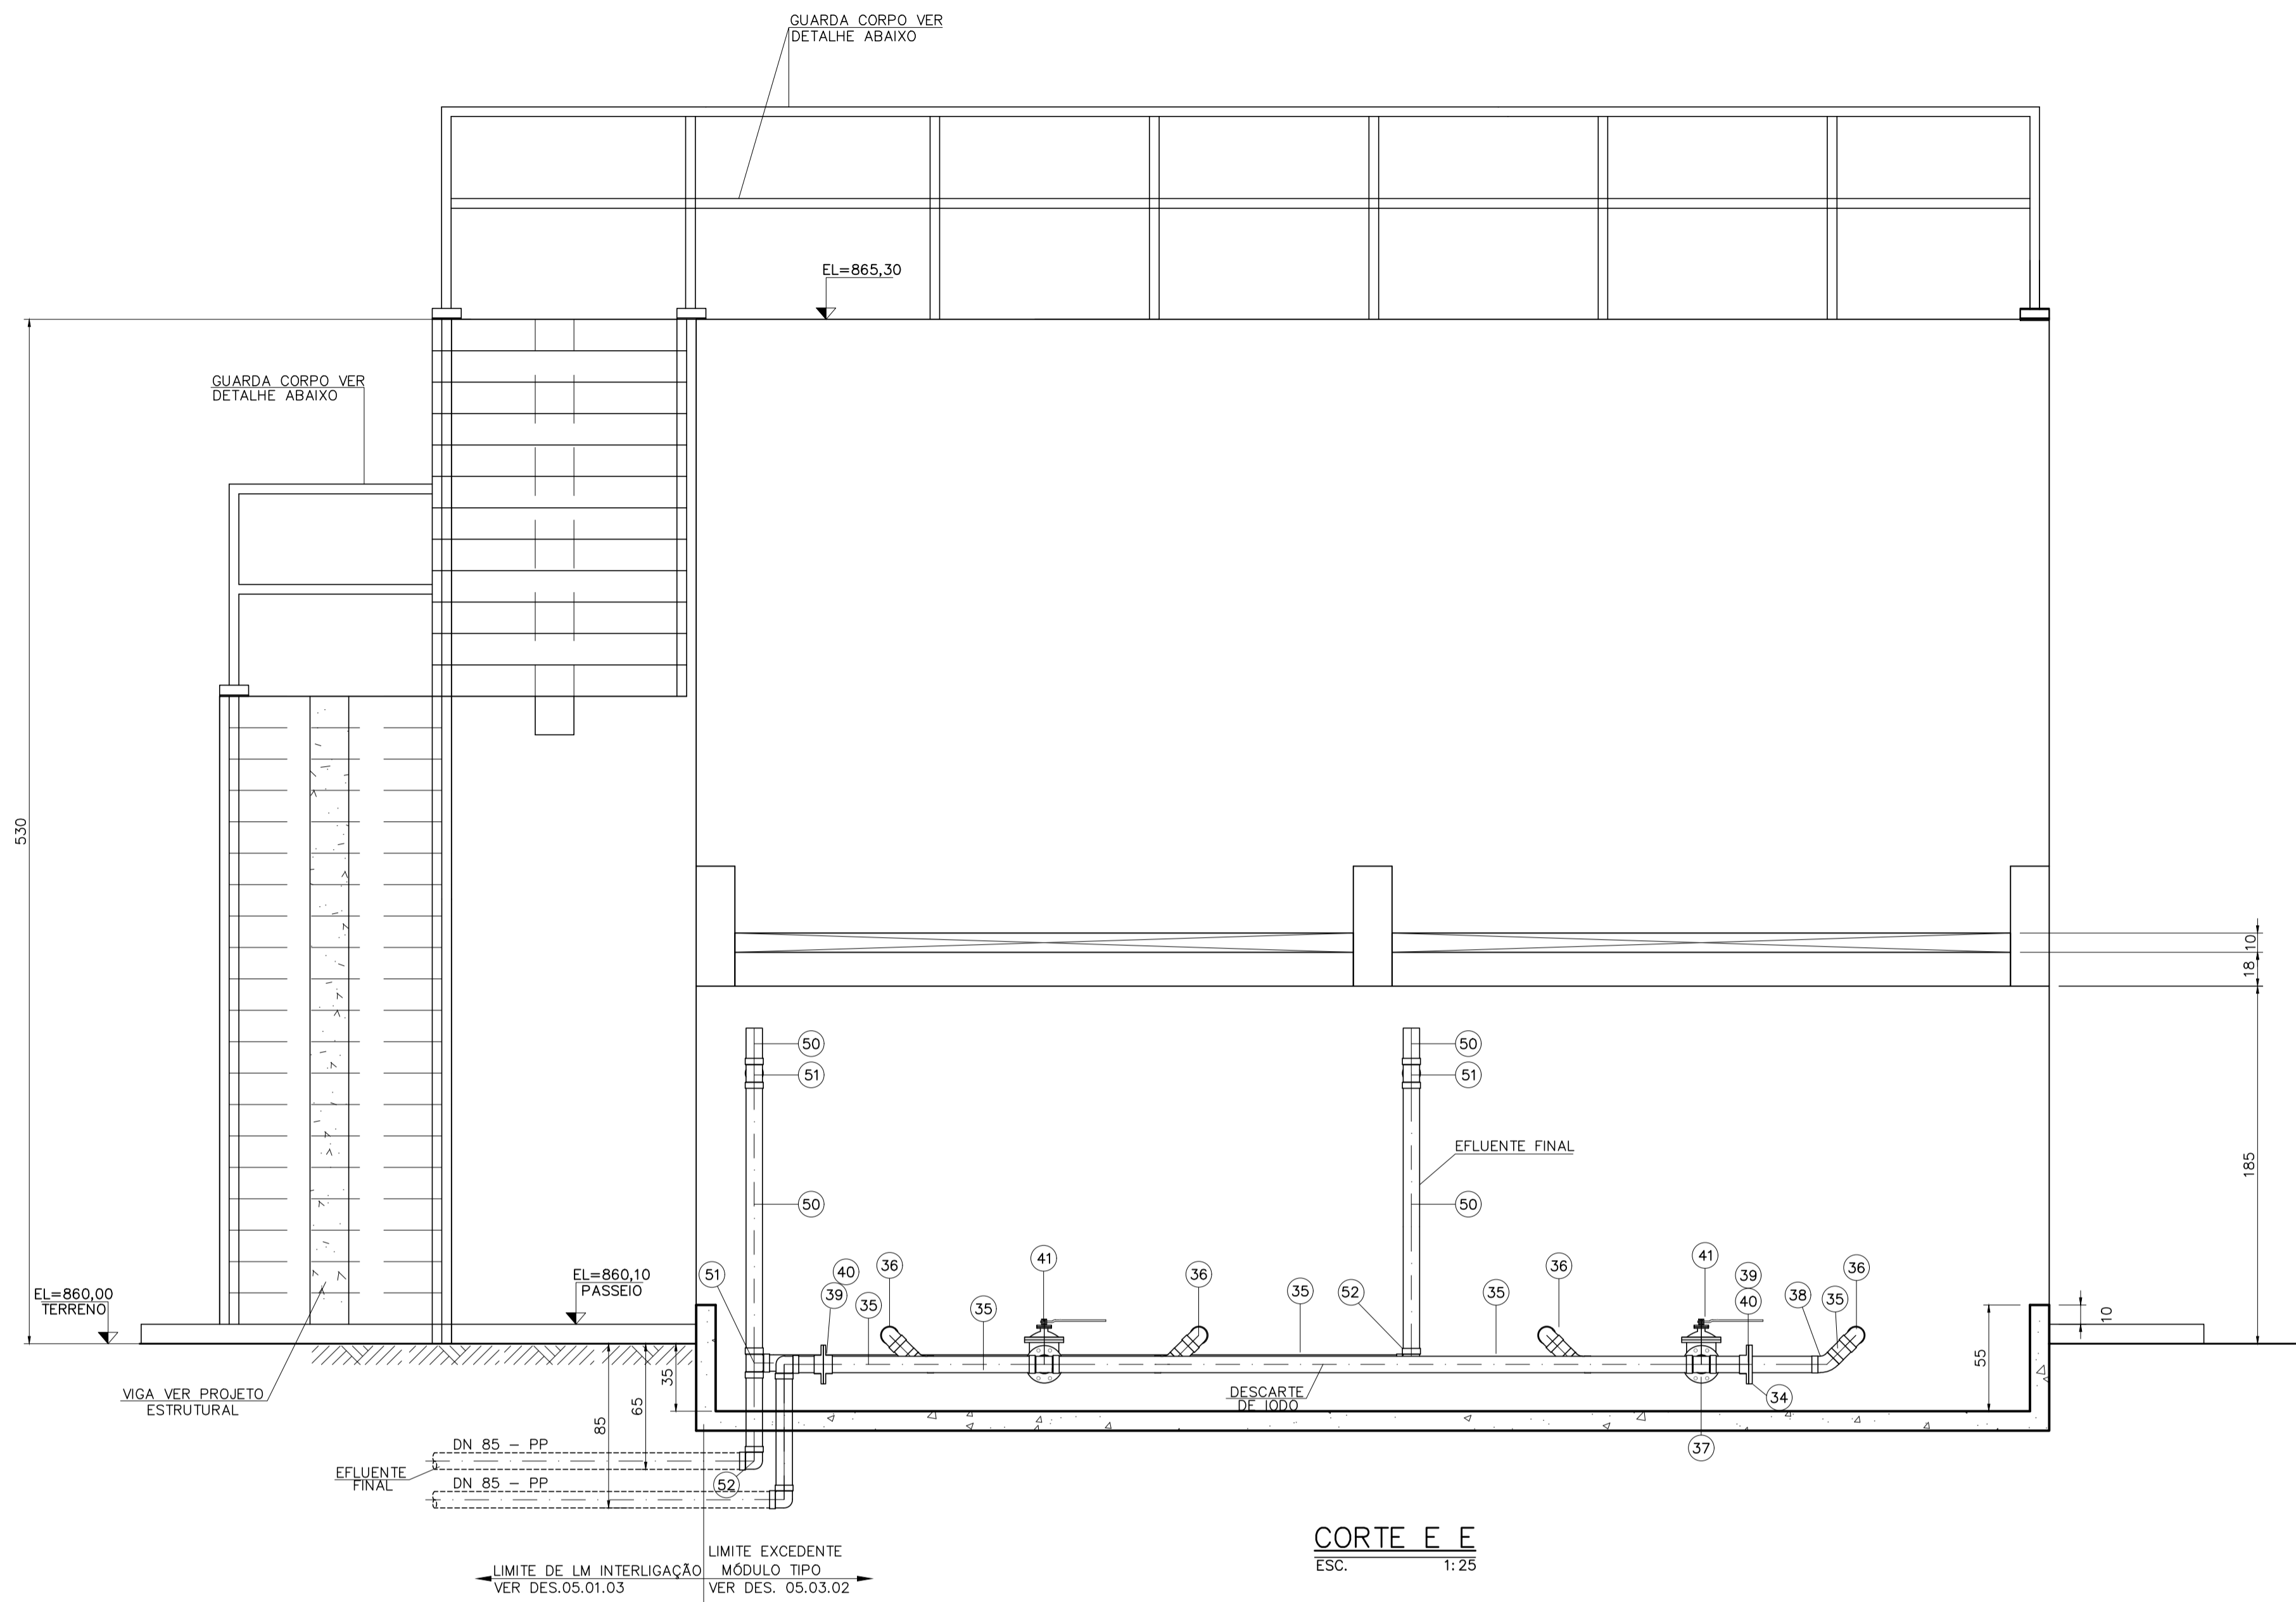 GUARDA CORPO VER
DETALHE ABAIXO
EL=865,30
GUARDA CORPO VER
DETALHE ABAIXO
530
10
18
185
50
51
50
51
EFLUENTE FINAL
50
50
EL=860,00
TERRENO
EL=860,10
PASSEIO
51
40
39
36
35
35
41
36
35
52
35
36
41
39
40
38
35
36
10
55
34
37
DESCARTE
DE lODO
VIGA VER PROJETO
ESTRUTURAL
35
65
85
DN 85 - PP
EFLUENTE
FINAL
DN 85 - PP
52
LIMITE DE LM INTERLIGAÇÃO
VER DES.05.01.03
LIMITE EXCEDENTE
MÓDULO TIPO
VER DES. 05.03.02
CORTE E E
ESC. 1:25